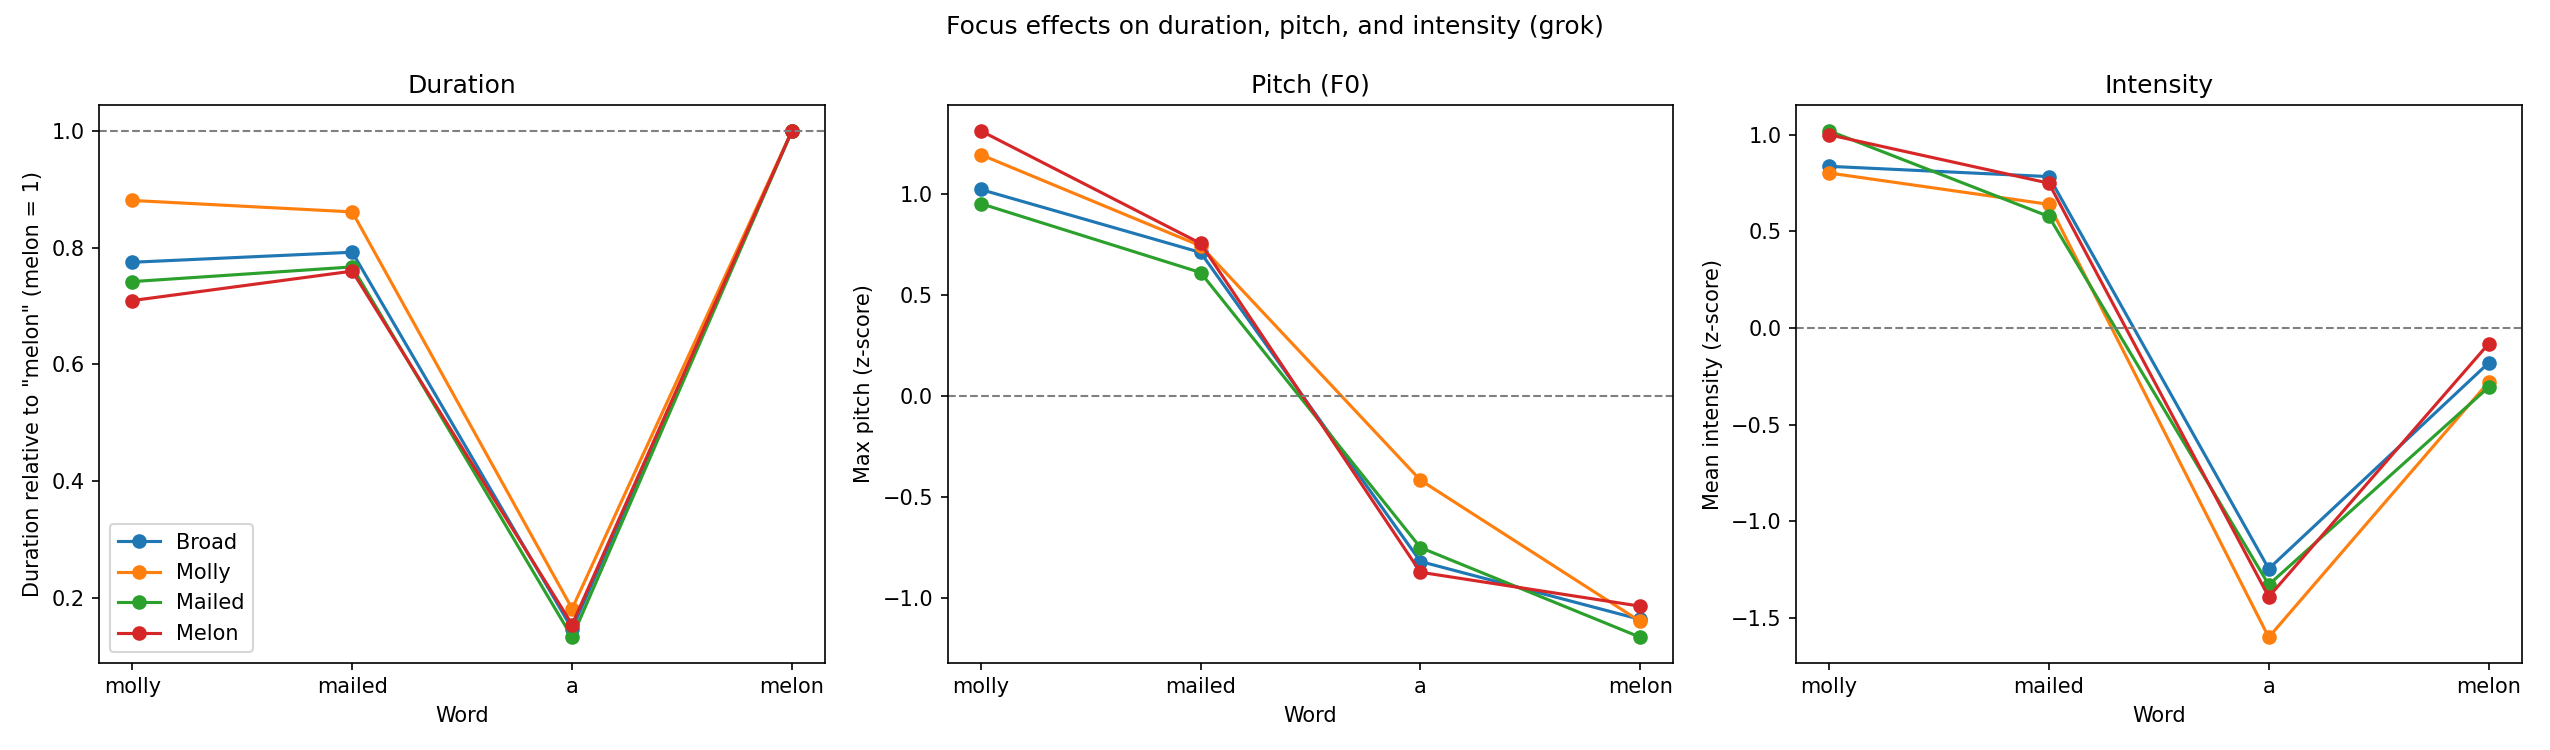 Focus effects on duration, pitch, and intensity (grok)
Duration
Duration relative to "melon" (melon = 1)
1.0
0.8
0.6
0.4
0.2
Broad
Molly
Mailed
Melon
molly mailed a melon
Word
Pitch (F0)
Max pitch (z-score)
1.0
0.5
0.0
−0.5
−1.0
molly mailed a melon
Word
Intensity
Mean intensity (z-score)
1.0
0.5
0.0
−0.5
−1.0
−1.5
molly mailed a melon
Word